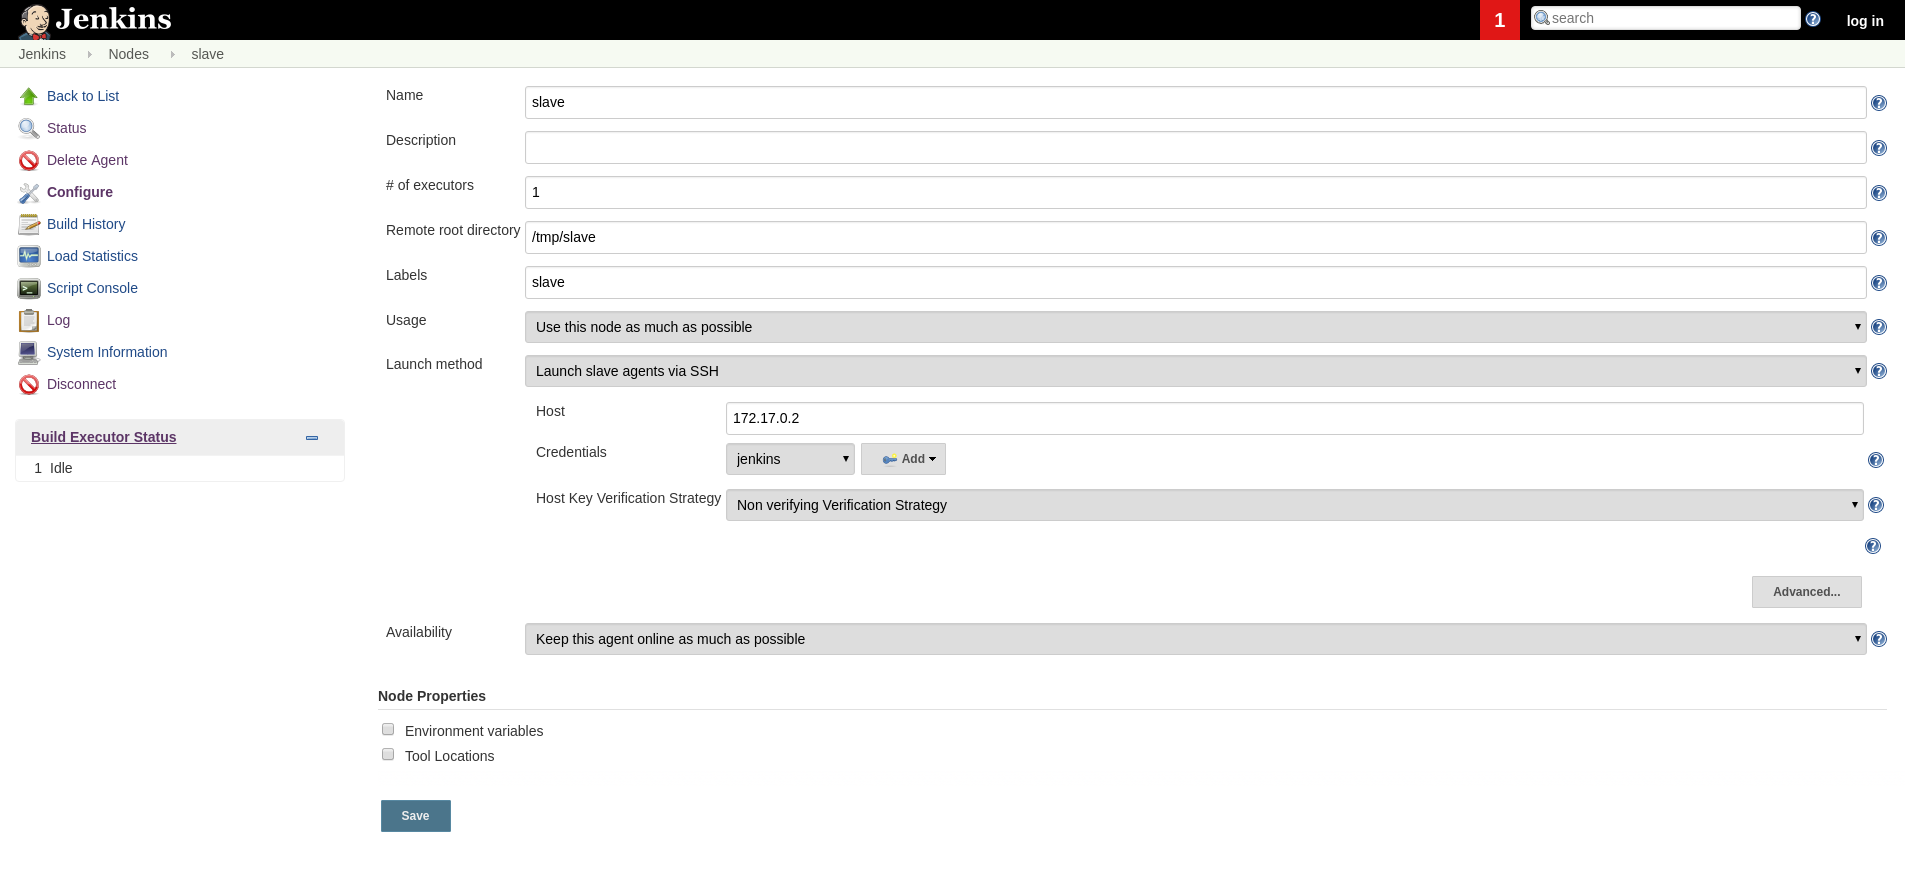 Jenkins
1
search
log in
Jenkins Nodes slave
Back to List
Status
Delete Agent
Configure
Build History
Load Statistics
Script Console
Log
System Information
Disconnect
Build Executor Status
1 Idle
Name slave
Description
# of executors 1
Remote root directory /tmp/slave
Labels slave
Usage Use this node as much as possible
Launch method Launch slave agents via SSH
Host 172.17.0.2
Credentials jenkins Add
Host Key Verification Strategy Non verifying Verification Strategy
Advanced...
Availability Keep this agent online as much as possible
Node Properties
Environment variables
Tool Locations
Save